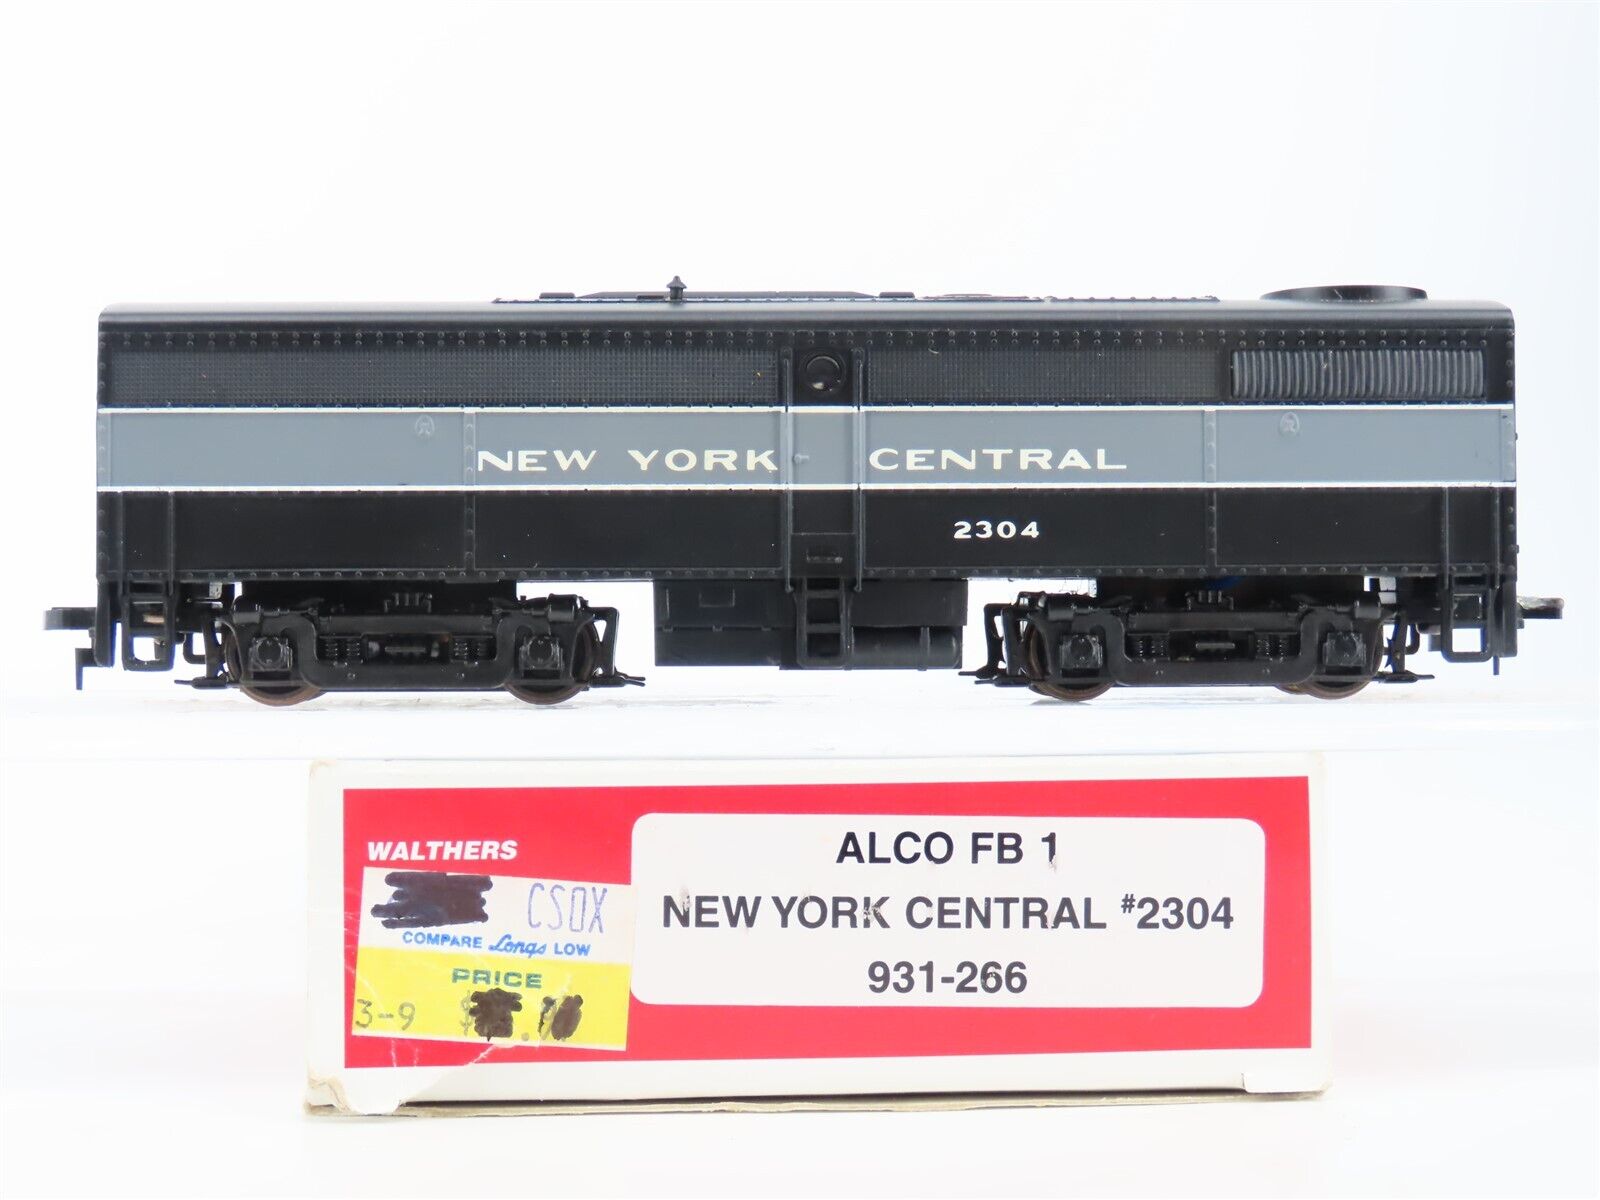 NEW YORK CENTRAL
2304
WALTHERS
CSOX
COMPARE Longs LOW
PRICE
3-9 $
ALCO FB 1
NEW YORK CENTRAL #2304
931-266